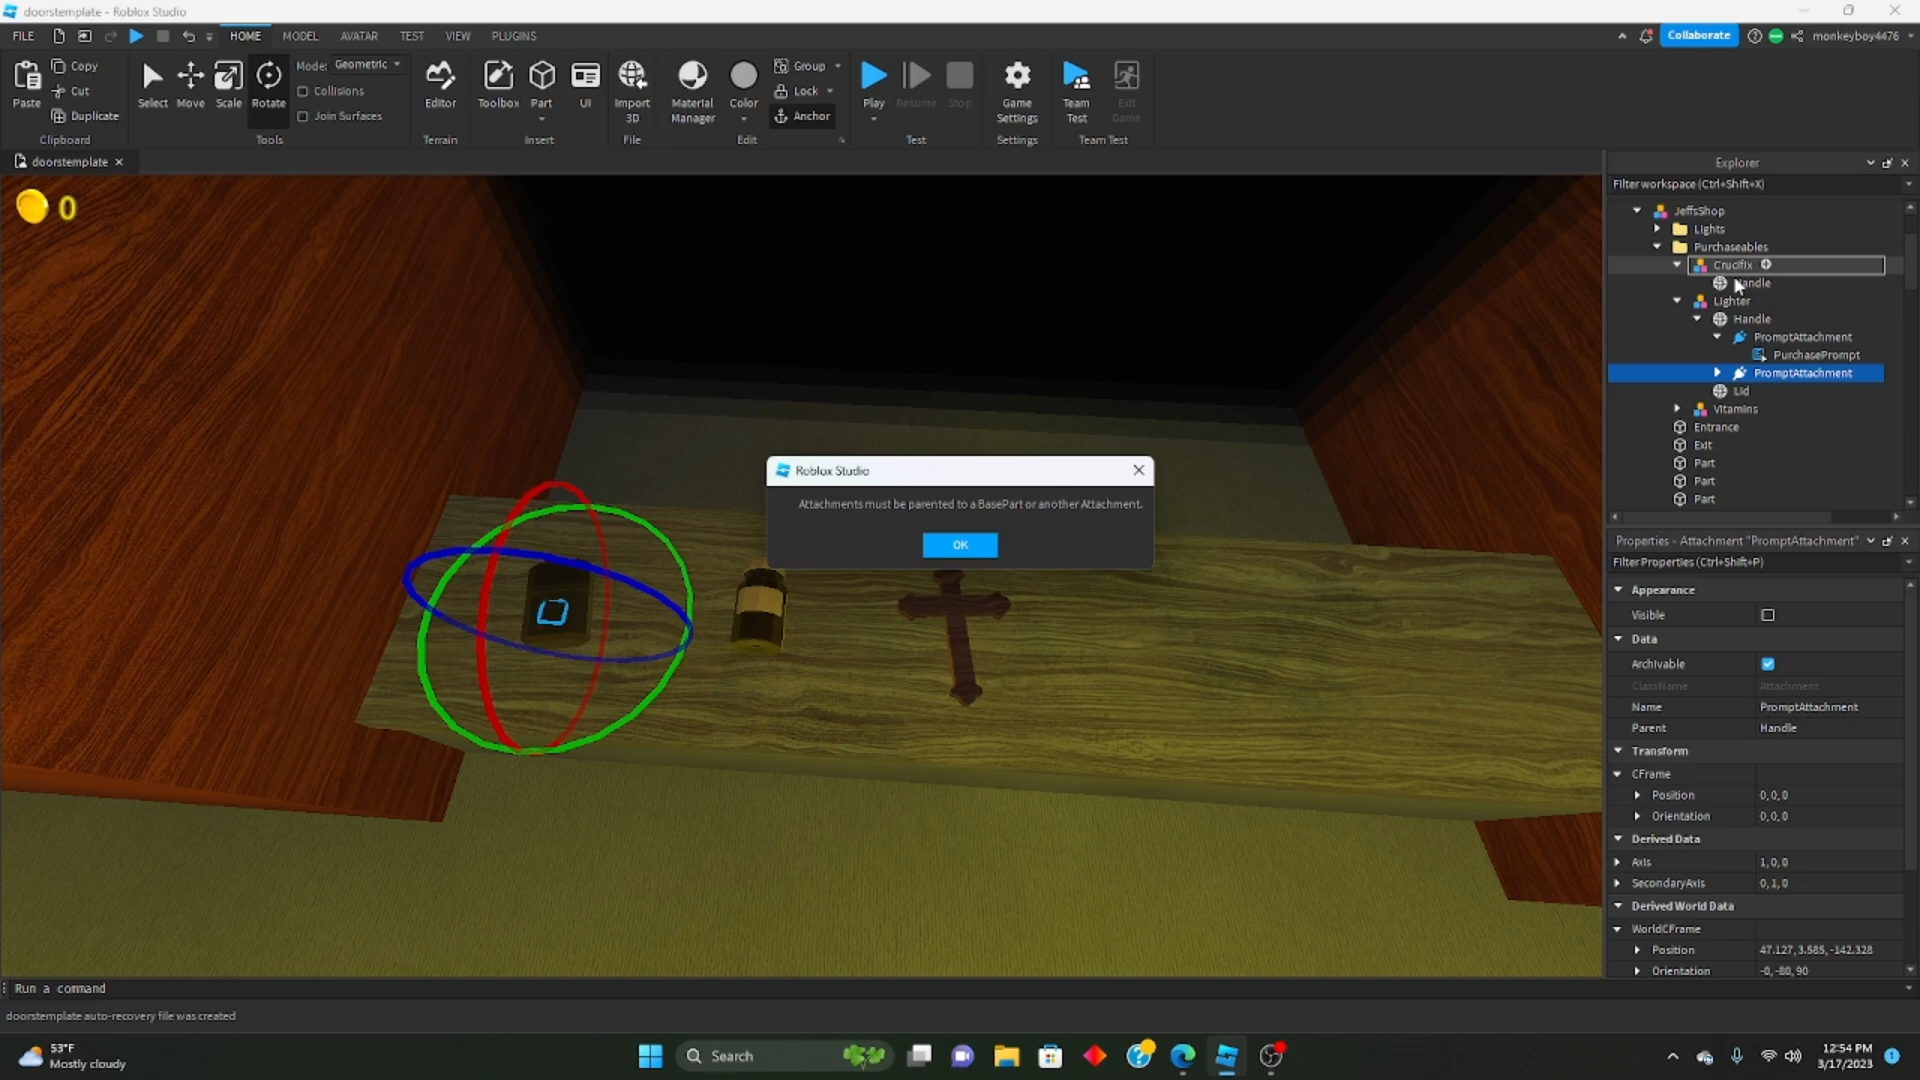 doorstemplate - Roblox Studio
FILE HOME MODEL AVATAR TEST VIEW PLUGINS Collaborate monkeyboy4476
Paste Copy Cut Duplicate Clipboard
Select Move Scale Rotate Mode: Geometric Collisions Join Surfaces Tools
Editor Terrain
Toolbox Part UI Insert
Import 3D File
Material Manager Color Group Lock Anchor Edit
Play Resume Stop Test
Game Settings Settings
Team Test Exit Game Team Test
doorstemplate
0
Explorer
Filter workspace (Ctrl+Shift+X)
JeffsShop
Lights
Purchaseables
Crucifix
Handle
Lighter
Handle
PromptAttachment
PurchasePrompt
PromptAttachment
Lid
Vitamins
Entrance
Exit
Part
Part
Part
Roblox Studio
Attachments must be parented to a BasePart or another Attachment.
OK
Properties - Attachment "PromptAttachment"
Filter Properties (Ctrl+Shift+P)
Appearance
Visible
Data
Archivable
ClassName Attachment
Name PromptAttachment
Parent Handle
Transform
CFrame
Position 0, 0, 0
Orientation 0, 0, 0
Derived Data
Axis 1, 0, 0
SecondaryAxis 0, 1, 0
Derived World Data
WorldCFrame
Position 47.127, 3.585, -142.328
Orientation -0, -80, 90
Run a command
doorstemplate auto-recovery file was created
53°F
Mostly cloudy
Search
12:54 PM
3/17/2023
1